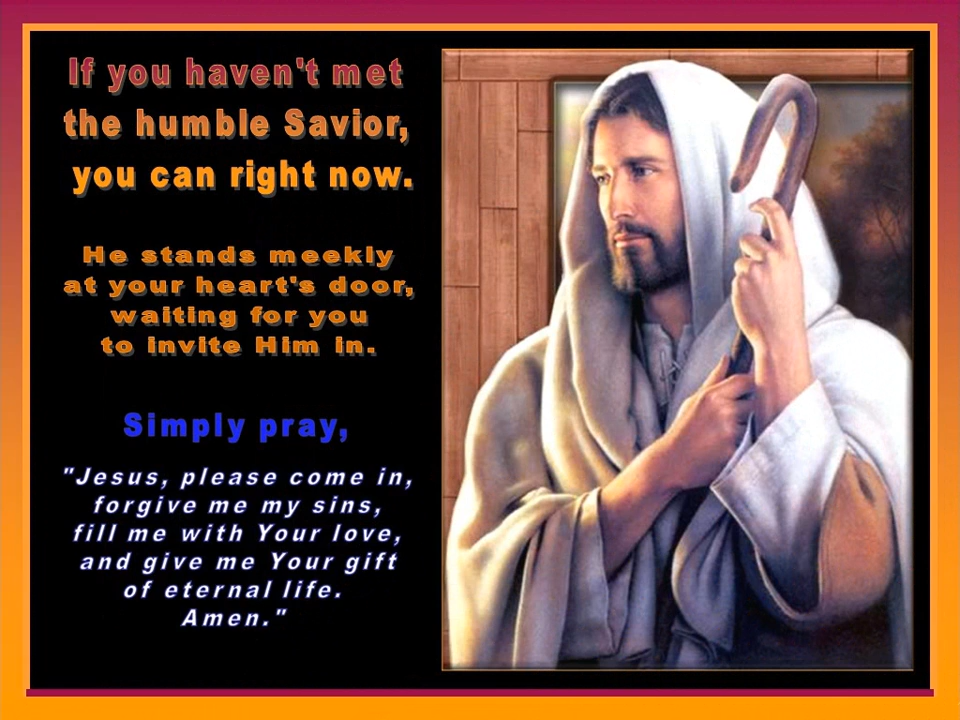 If you haven't met
the humble Savior,
you can right now.
He stands meekly
at your heart's door,
waiting for you
to invite Him in.
Simply pray,
"Jesus, please come in,
forgive me my sins,
fill me with Your love,
and give me Your gift
of eternal life.
Amen."